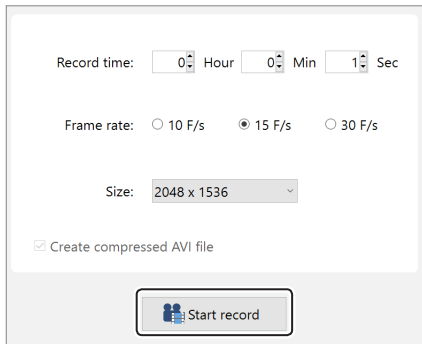 Record time: 0 Hour 0 Min 1 Sec
Frame rate: 10 F/s 15 F/s 30 F/s
Size: 2048 x 1536
Create compressed AVI file
Start record